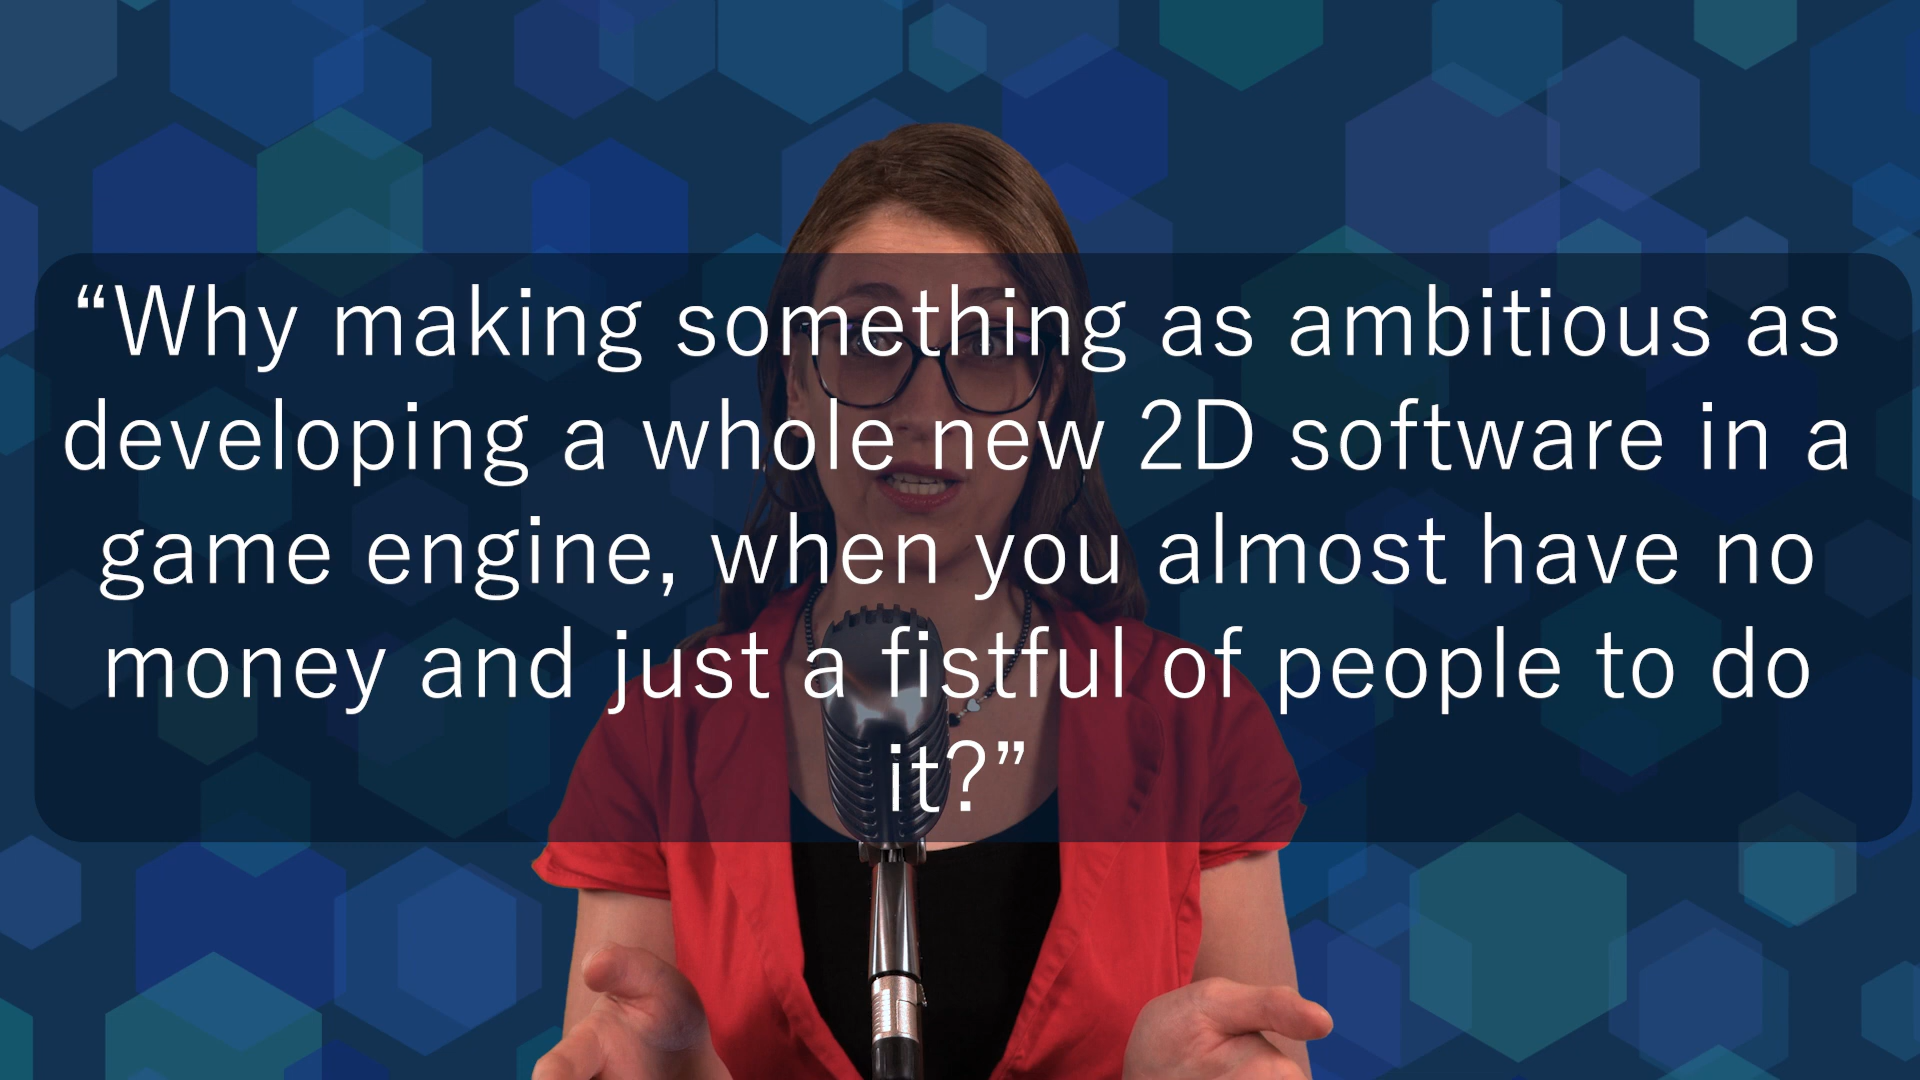 “Why making something as ambitious as
developing a whole new 2D software in a
game engine, when you almost have no
money and just a fistful of people to do
it?”